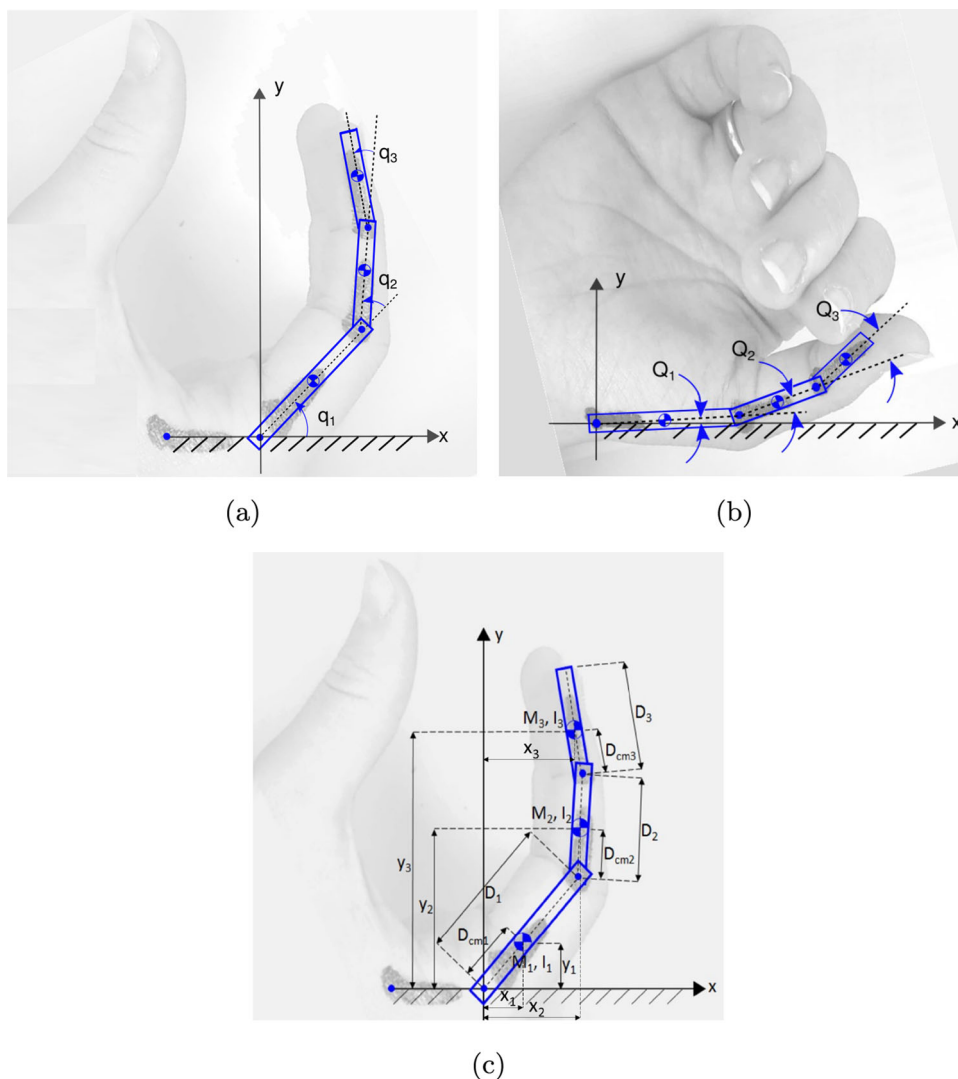 y
q₃
q₂
q₁
x
(a)
y
Q₃
Q₂
Q₁
x
(b)
y
M₃, I₃
D₃
x₃
Dcm3
M₂, I₂
D₂
y₃
Dcm2
D₁
y₂
Dcm1
M₁, I₁
y₁
x
x₁
x₂
(c)